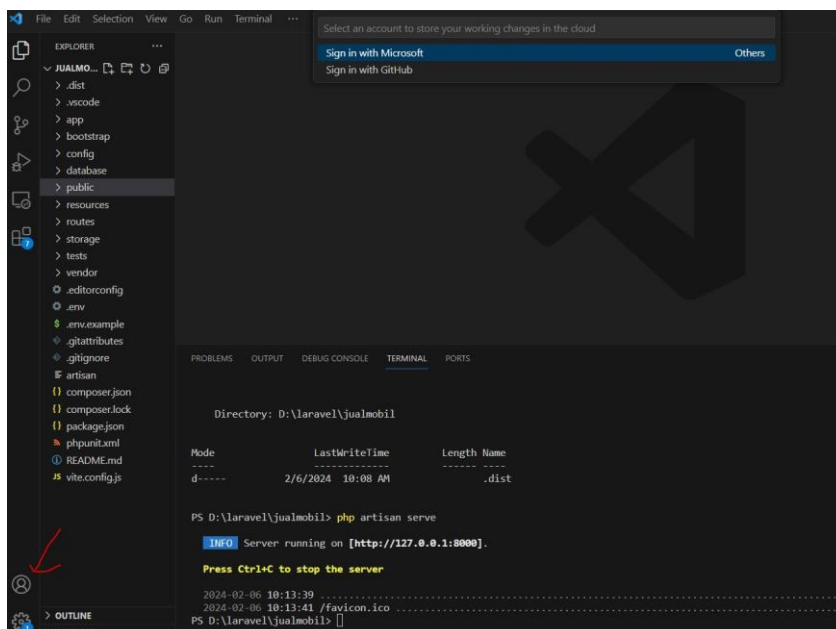 File Edit Selection View Go Run Terminal ...
Select an account to store your working changes in the cloud
Sign in with Microsoft Others
Sign in with GitHub
EXPLORER ...
JUALMO...
.dist
.vscode
app
bootstrap
config
database
public
resources
routes
storage
tests
vendor
.editorconfig
.env
$ .env.example
.gitattributes
.gitignore
artisan
{} composer.json
{} composer.lock
{} package.json
phpunit.xml
README.md
JS vite.config.js
OUTLINE
7
PROBLEMS OUTPUT DEBUG CONSOLE TERMINAL PORTS
Directory: D:\laravel\jualmobil
Mode LastWriteTime Length Name
---- ------------- ------ ----
d----- 2/6/2024 10:08 AM .dist
PS D:\laravel\jualmobil> php artisan serve
INFO Server running on [http://127.0.0.1:8000].
Press Ctrl+C to stop the server
2024-02-06 10:13:39 ........................................
2024-02-06 10:13:41 /favicon.ico ........................................
PS D:\laravel\jualmobil>